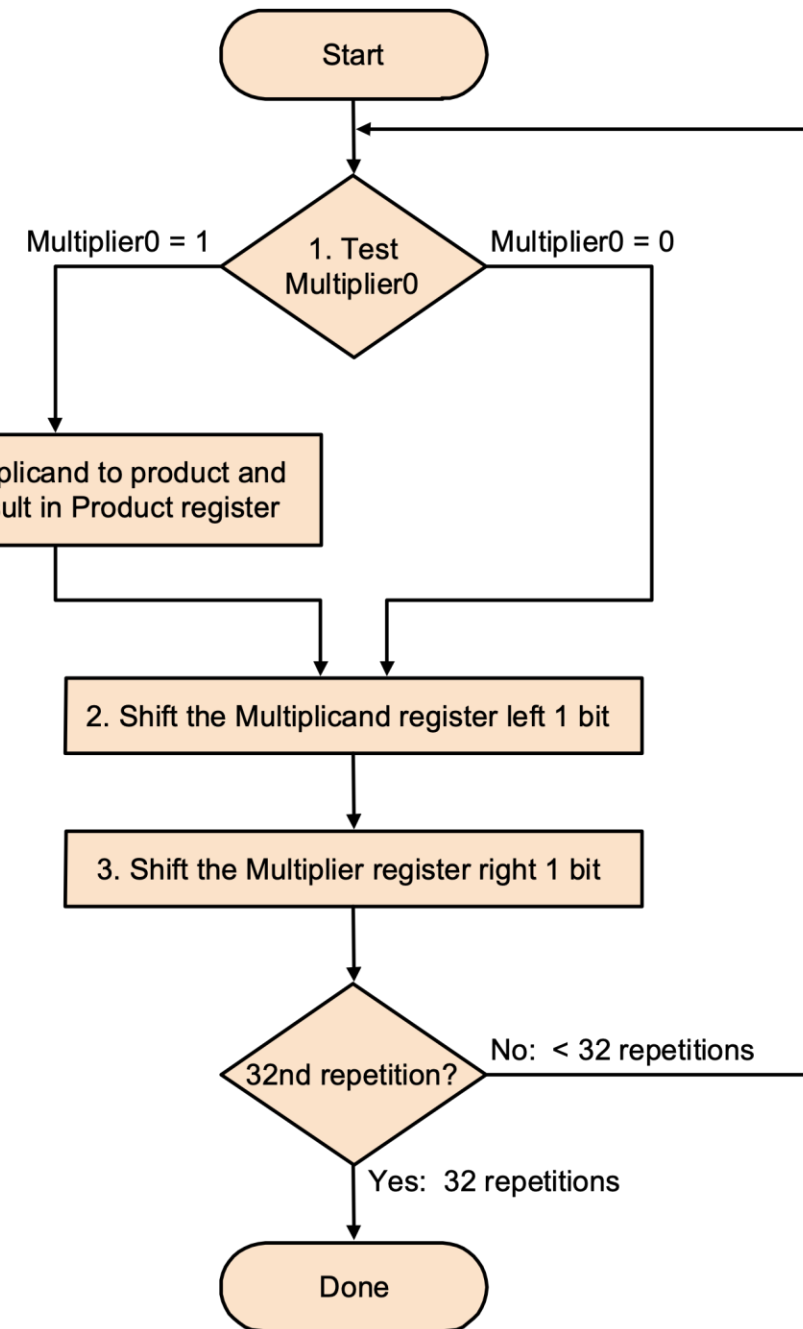 Start
Multiplier0 = 1
1. Test
Multiplier0
Multiplier0 = 0
plicand to product and
ult in Product register
2. Shift the Multiplicand register left 1 bit
3. Shift the Multiplier register right 1 bit
32nd repetition?
No: < 32 repetitions
Yes: 32 repetitions
Done